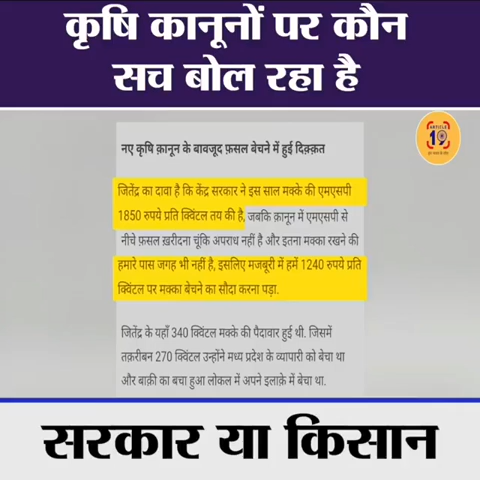 कृषि कानूनों पर कौन
सच बोल रहा है
ARTICLE
19
नए कृषि क़ानून के बावजूद फ़सल बेचने में हुई दिक़्क़त
जितेंद्र का दावा है कि केंद्र सरकार ने इस साल मक्के की एमएसपी
1850 रुपये प्रति क्विंटल तय की है, जबकि क़ानून में एमएसपी से
नीचे फ़सल ख़रीदना चूंकि अपराध नहीं है और इतना मक्का रखने की
हमारे पास जगह भी नहीं है, इसलिए मजबूरी में हमें 1240 रुपये प्रति
क्विंटल पर मक्का बेचने का सौदा करना पड़ा.
जितेंद्र के यहाँ 340 क्विंटल मक्के की पैदावार हुई थी. जिसमें
तक़रीबन 270 क्विंटल उन्होंने मध्य प्रदेश के व्यापारी को बेचा था
और बाक़ी का बचा हुआ लोकल में अपने इलाक़े में बेचा था.
सरकार या किसान